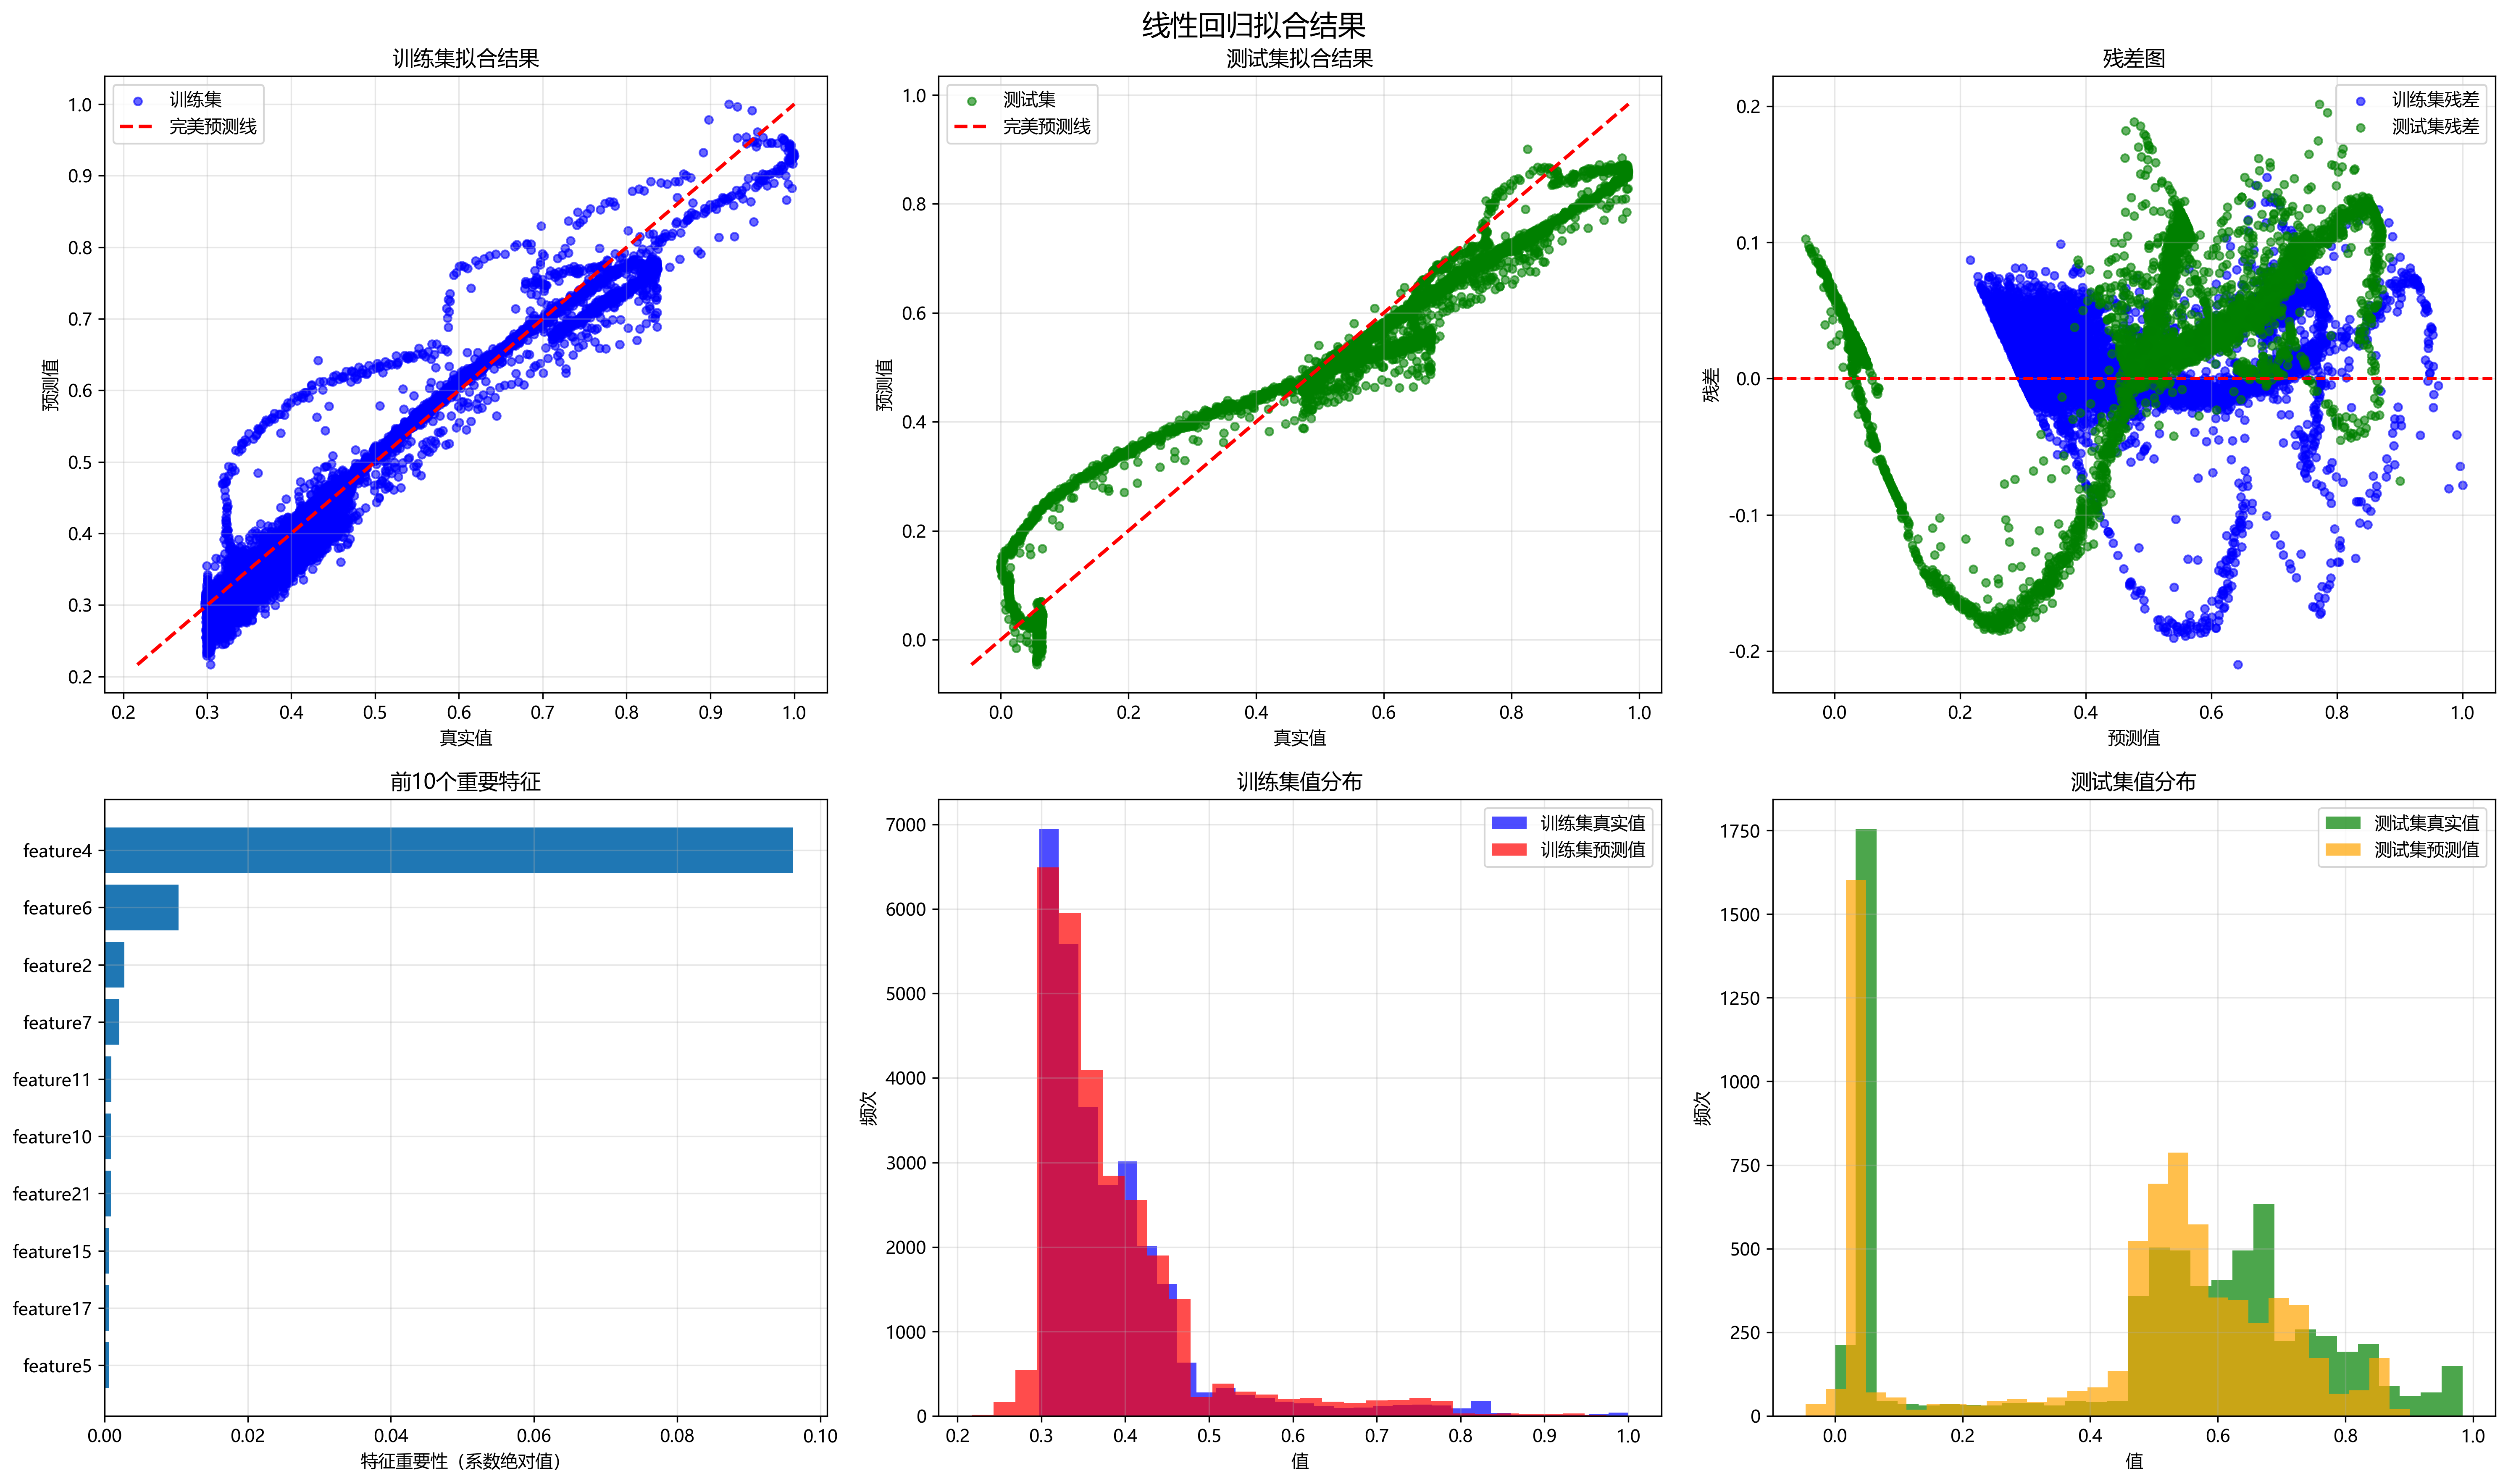 线性回归拟合结果
训练集拟合结果
训练集
完美预测线
1.0
0.9
0.8
0.7
0.6
0.5
0.4
0.3
0.2
预测值
0.2 0.3 0.4 0.5 0.6 0.7 0.8 0.9 1.0
真实值
测试集拟合结果
测试集
完美预测线
1.0
0.8
0.6
0.4
0.2
0.0
预测值
0.0 0.2 0.4 0.6 0.8 1.0
真实值
残差图
训练集残差
测试集残差
0.2
0.1
0.0
-0.1
-0.2
残差
0.0 0.2 0.4 0.6 0.8 1.0
预测值
前10个重要特征
feature4
feature6
feature2
feature7
feature11
feature10
feature21
feature15
feature17
feature5
0.00 0.02 0.04 0.06 0.08 0.10
特征重要性（系数绝对值）
训练集值分布
训练集真实值
训练集预测值
7000
6000
5000
4000
3000
2000
1000
0
频次
0.2 0.3 0.4 0.5 0.6 0.7 0.8 0.9 1.0
值
测试集值分布
测试集真实值
测试集预测值
1750
1500
1250
1000
750
500
250
0
频次
0.0 0.2 0.4 0.6 0.8 1.0
值